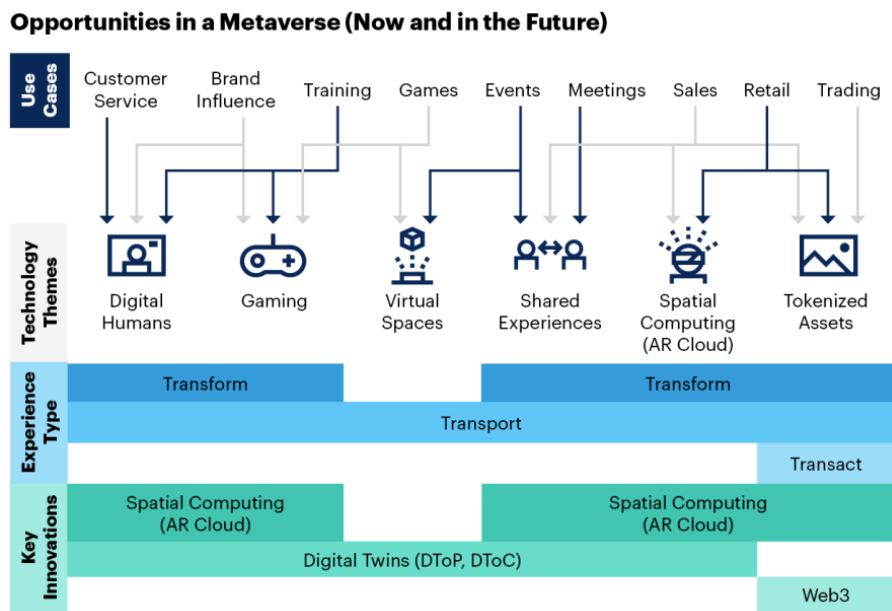 Opportunities in a Metaverse (Now and in the Future)
Use
Cases
Customer
Service
Brand
Influence
Training
Games
Events
Meetings
Sales
Retail
Trading
Technology
Themes
Digital
Humans
Gaming
Virtual
Spaces
Shared
Experiences
Spatial
Computing
(AR Cloud)
Tokenized
Assets
Experience
Type
Transform
Transform
Transport
Transact
Key
Innovations
Spatial Computing
(AR Cloud)
Spatial Computing
(AR Cloud)
Digital Twins (DToP, DToC)
Web3